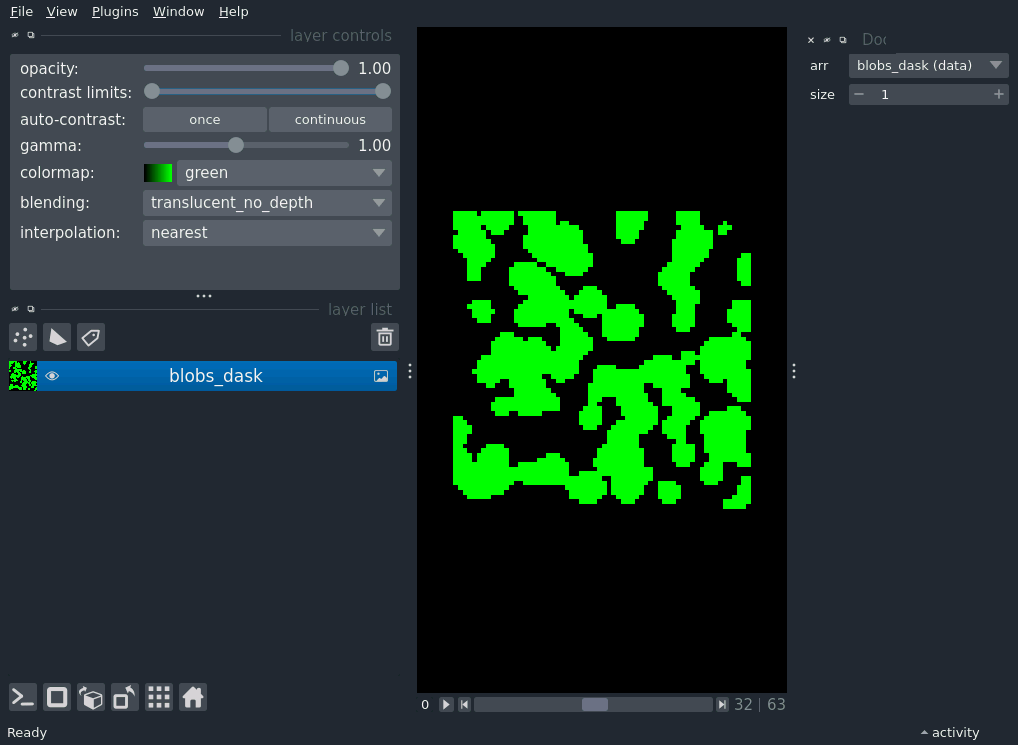 File View Plugins Window Help
layer controls
opacity: 1.00
contrast limits:
auto-contrast: once continuous
gamma: 1.00
colormap: green
blending: translucent_no_depth
interpolation: nearest
layer list
blobs_dask
0 32 | 63
Ready
arr blobs_dask (data)
size 1
activity